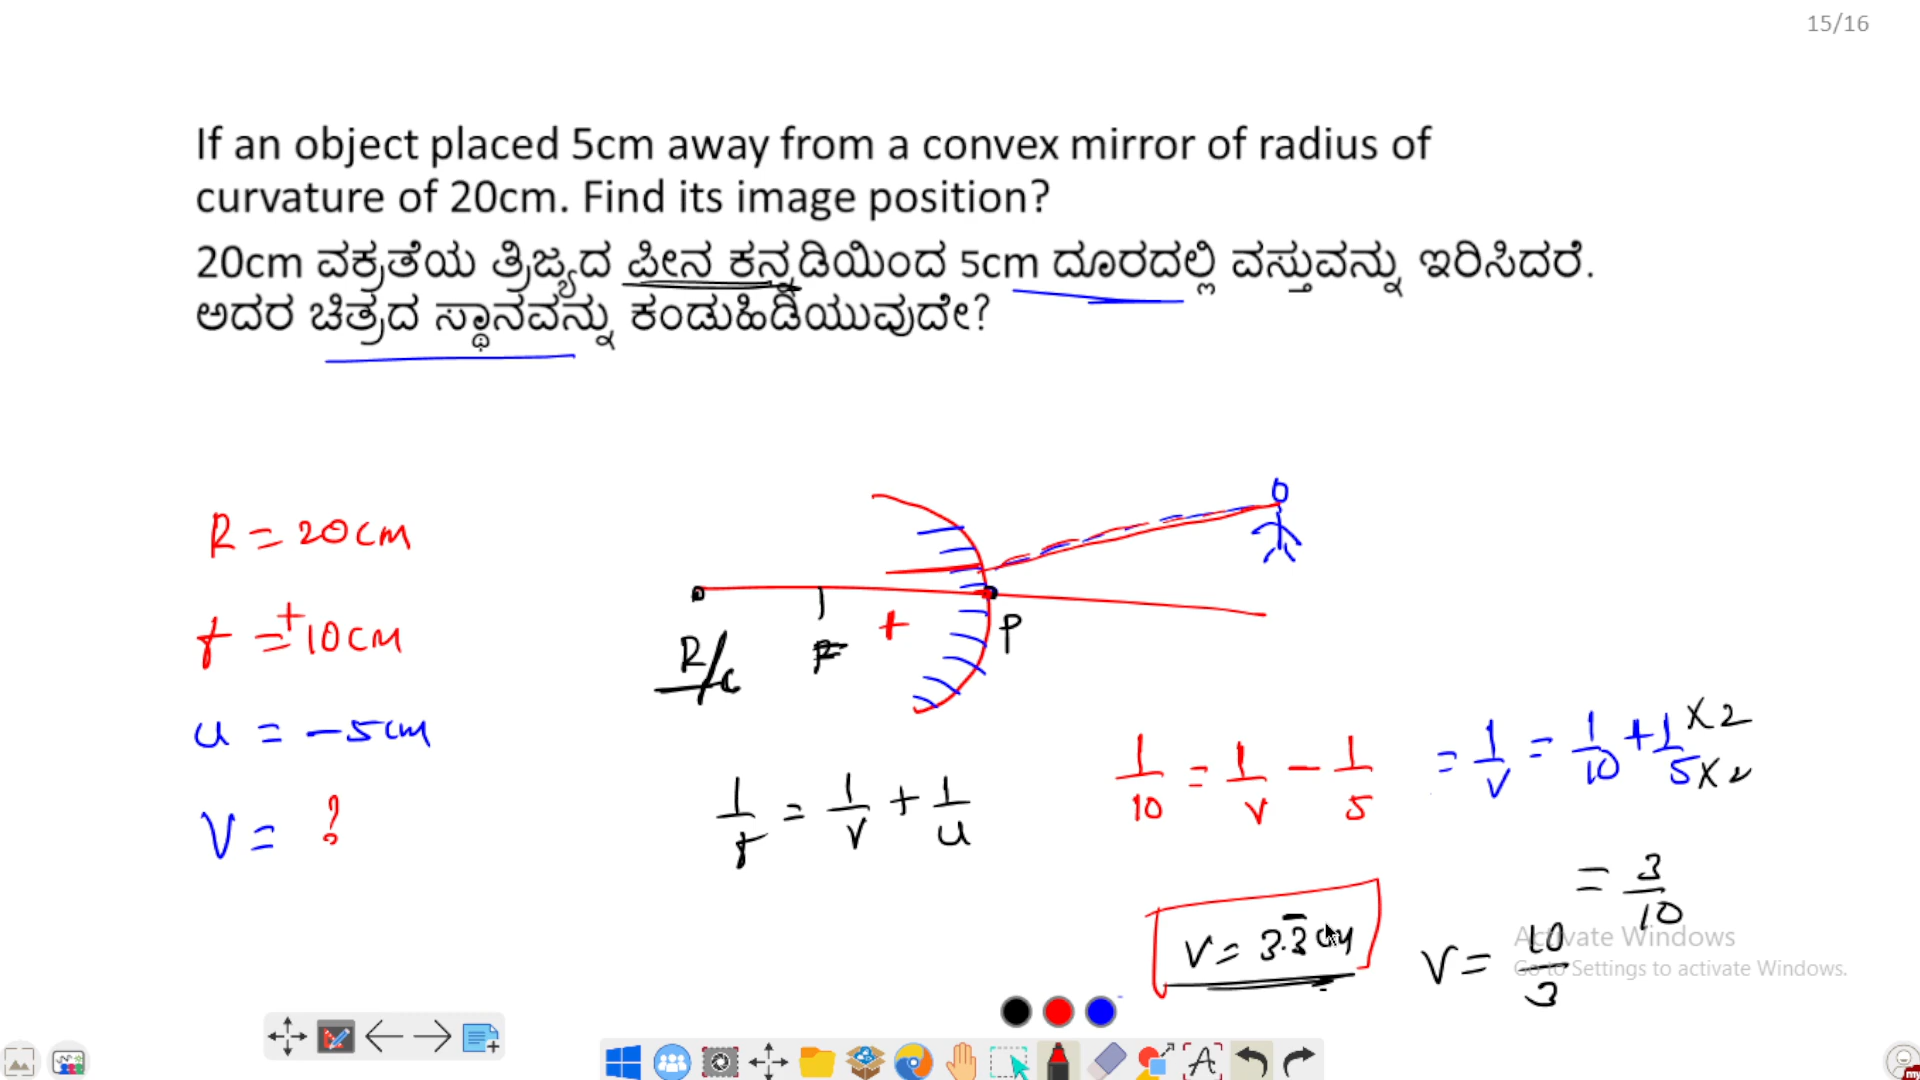 15/16
If an object placed 5cm away from a convex mirror of radius of
curvature of 20cm. Find its image position?
20cm ವಕ್ರತೆಯ ತ್ರಿಜ್ಯದ ಪೀನ ಕನ್ನಡಿಯಿಂದ 5cm ದೂರದಲ್ಲಿ ವಸ್ತುವನ್ನು ಇರಿಸಿದರೆ.
ಅದರ ಚಿತ್ರದ ಸ್ಥಾನವನ್ನು ಕಂಡುಹಿಡಿಯುವುದೇ?
R = 20cm
f = +10cm
u = -5cm
V = ?
R/C
F
+
P
1/f = 1/v + 1/u
1/10 = 1/v - 1/5
= 1/v = 1/10 + 1/5 ×2 ×2
= 3/10
V = 10/3
V = 3.3̅ cm
Activate Windows
Go to Settings to activate Windows.